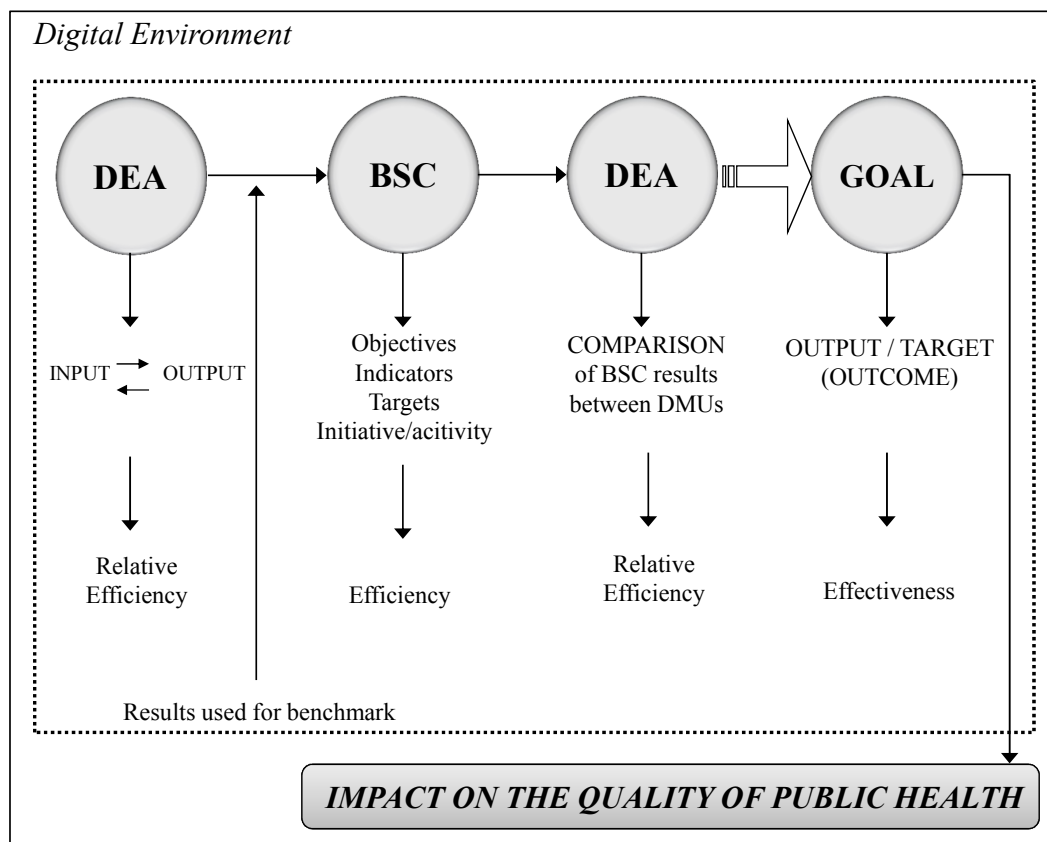 Digital Environment
DEA
BSC
DEA
GOAL
INPUT
OUTPUT
Objectives
Indicators
Targets
Initiative/acitivity
COMPARISON
of BSC results
between DMUs
OUTPUT / TARGET
(OUTCOME)
Relative
Efficiency
Efficiency
Relative
Efficiency
Effectiveness
Results used for benchmark
IMPACT ON THE QUALITY OF PUBLIC HEALTH